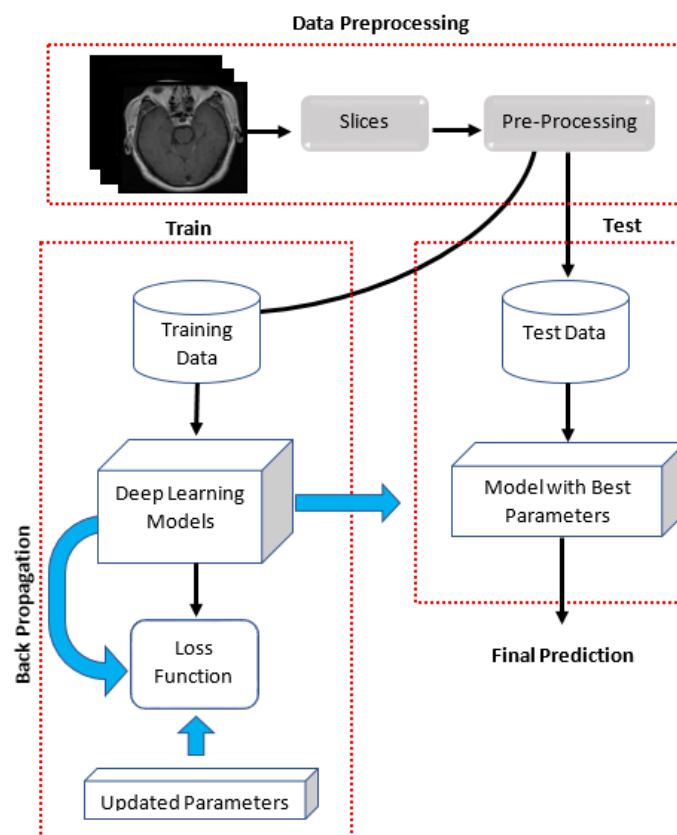 Data Preprocessing
Slices
Pre-Processing
Train
Test
Training
Data
Test Data
Deep Learning
Models
Model with Best
Parameters
Back Propagation
Loss
Function
Final Prediction
Updated Parameters